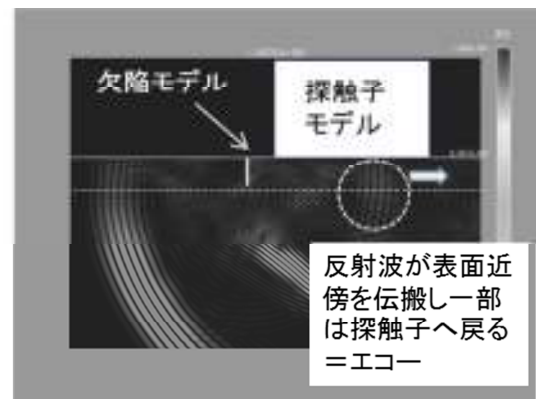 欠陥モデル
探触子
モデル
反射波が表面近
傍を伝搬し一部
は探触子へ戻る
＝エコー